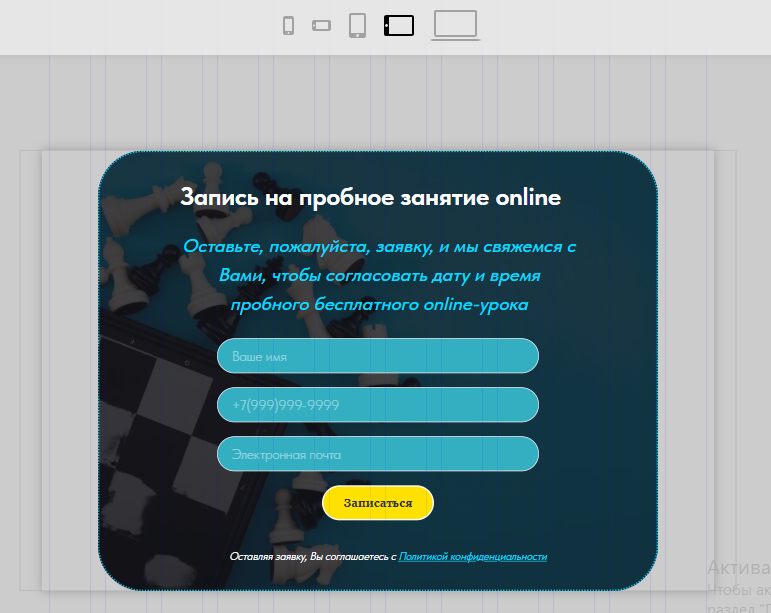 Запись на пробное занятие online
Оставьте, пожалуйста, заявку, и мы свяжемся с
Вами, чтобы согласовать дату и время
пробного бесплатного online-урока
Ваше имя
+7(999)999-9999
Электронная почта
Записаться
Оставляя заявку, Вы соглашаетесь с Политикой конфиденциальности
Актива
Чтобы ак
раздел "П